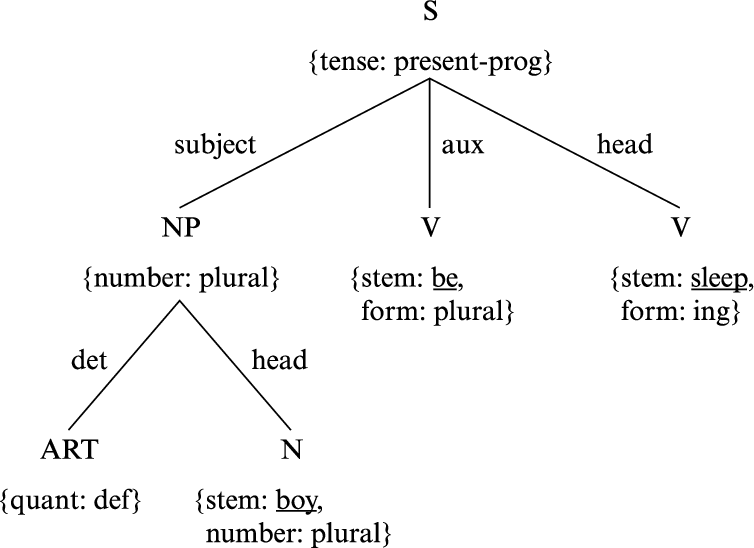 S
{tense: present-prog}
subject
aux
head
NP
V
V
{number: plural}
{stem: be,
form: plural}
{stem: sleep,
form: ing}
det
head
ART
N
{quant: def}
{stem: boy,
number: plural}